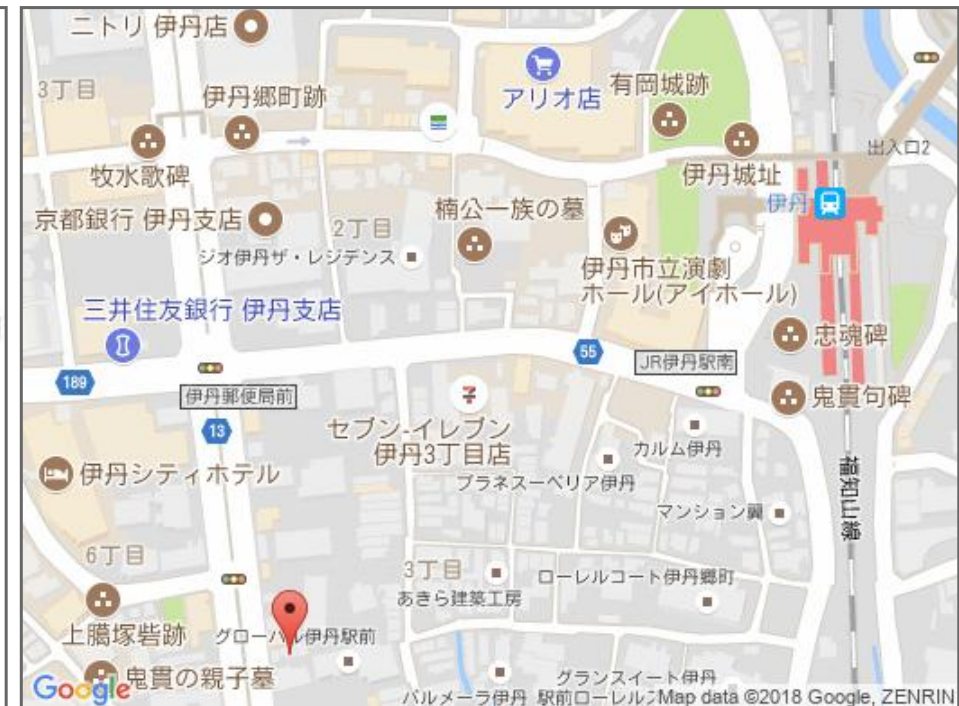 ニトリ 伊丹店
3丁目
アリオ店
有岡城跡
伊丹郷町跡
牧水歌碑
出入口2
伊丹城址
伊丹
楠公一族の墓
京都銀行 伊丹支店
2丁目
ジオ伊丹ザ・レジデンス
伊丹市立演劇
ホール(アイホール)
三井住友銀行 伊丹支店
忠魂碑
55
JR伊丹駅南
189
伊丹郵便局前
鬼貫句碑
13
セブン-イレブン
伊丹3丁目店
カルム伊丹
伊丹シティホテル
プラネスーペリア伊丹
福知山線
マンション翼
6丁目
3丁目
あきら建築工房
ローレルコート伊丹郷町
上臈塚砦跡
グローバル伊丹駅前
鬼貫の親子墓
グランスイート伊丹
パルメーラ伊丹 駅前ローレルコ
Google
Map data ©2018 Google, ZENRIN